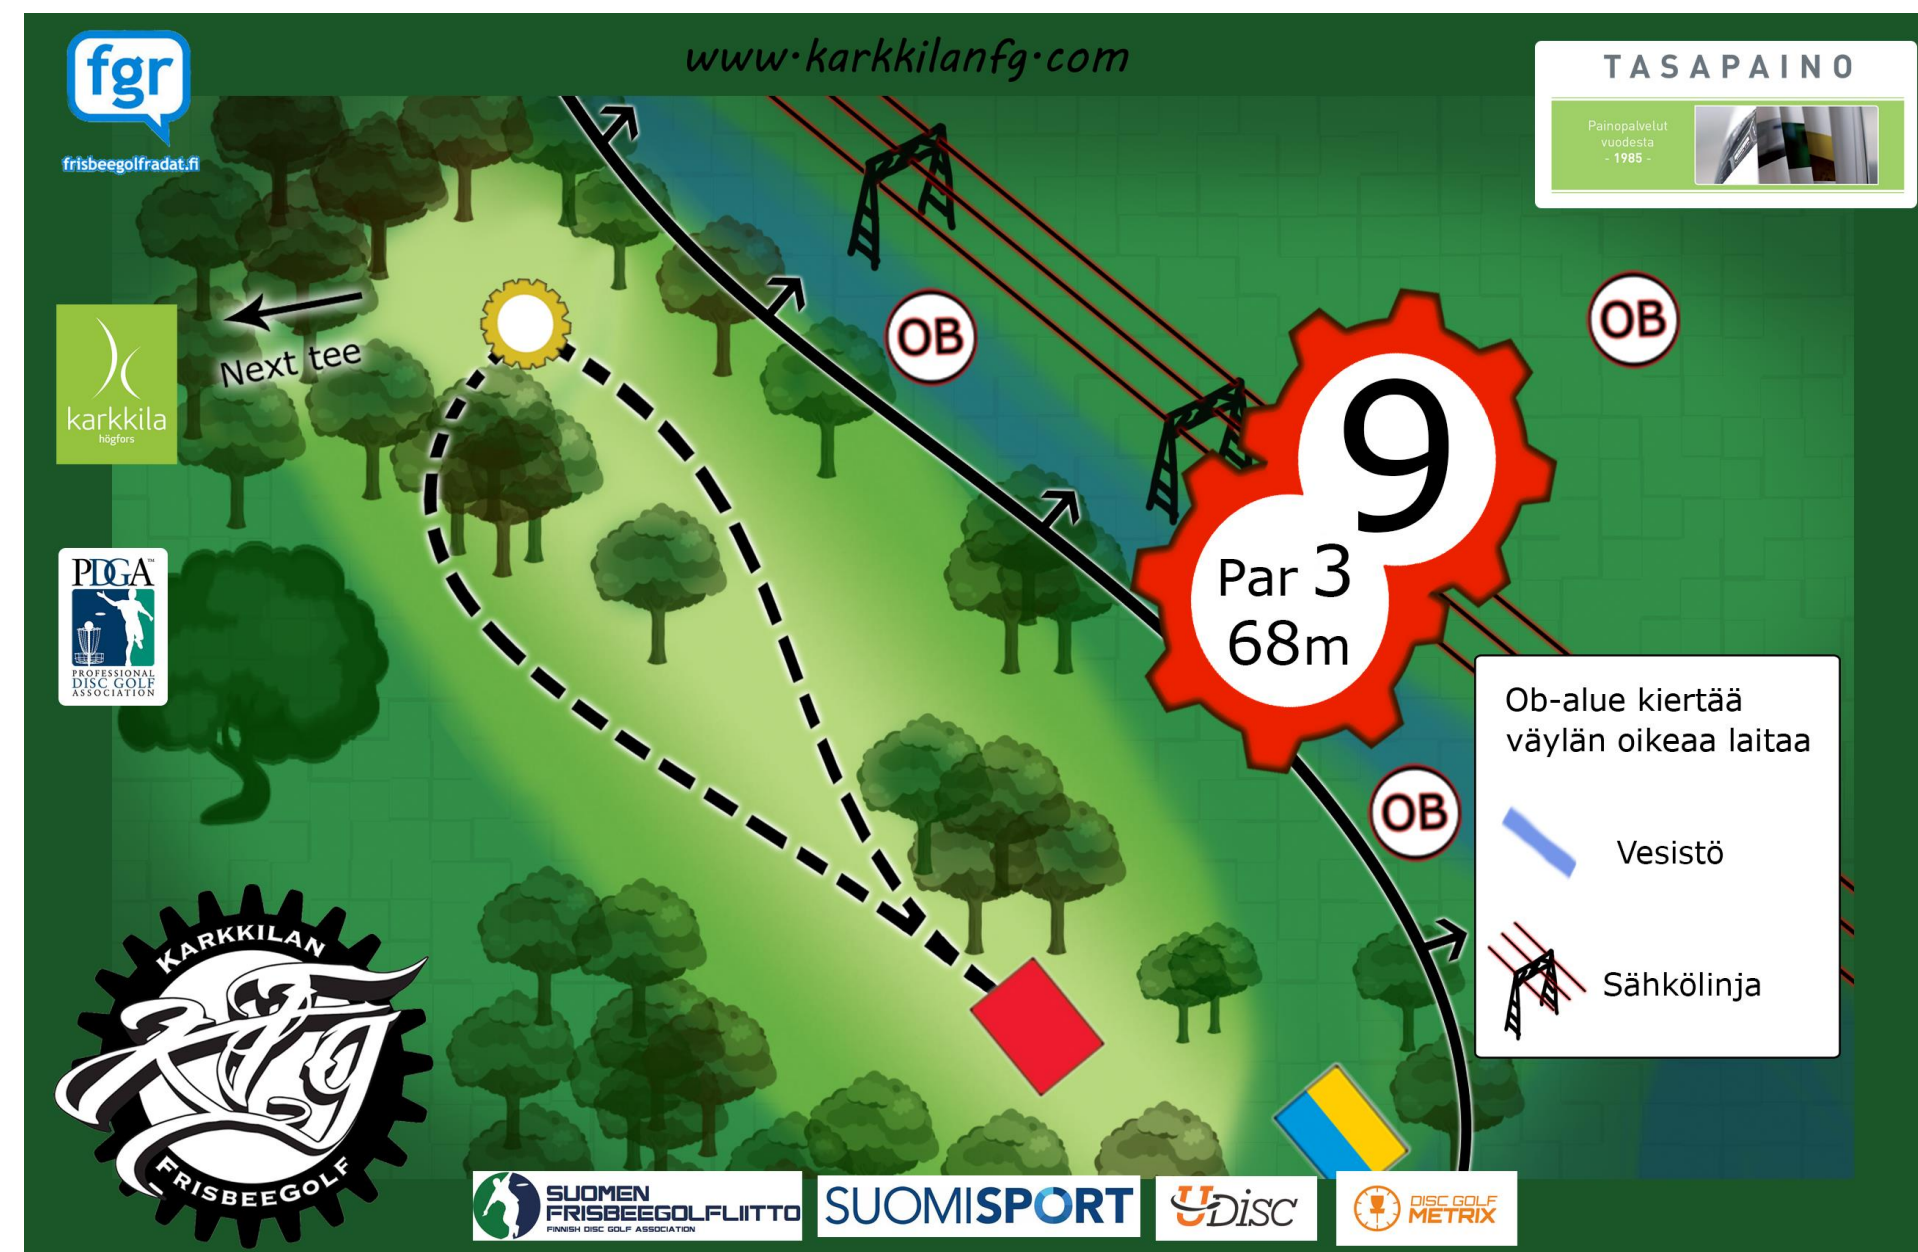 fgr
frisbeegolfradat.fi
www.karkkilanfg.com
TASAPAINO
Painopalvelut
vuodesta
- 1985 -
OB
OB
Next tee
karkkila
högfors
9
Par 3
68m
PDGA™
PROFESSIONAL
DISC GOLF
ASSOCIATION
Ob-alue kiertää
väylän oikeaa laitaa
OB
Vesistö
Sähkölinja
KARKKILAN
KFg
FRISBEEGOLF
SUOMEN
FRISBEEGOLFLIITTO
FINNISH DISC GOLF ASSOCIATION
SUOMISPORT
UDisc
DISC GOLF
METRIX